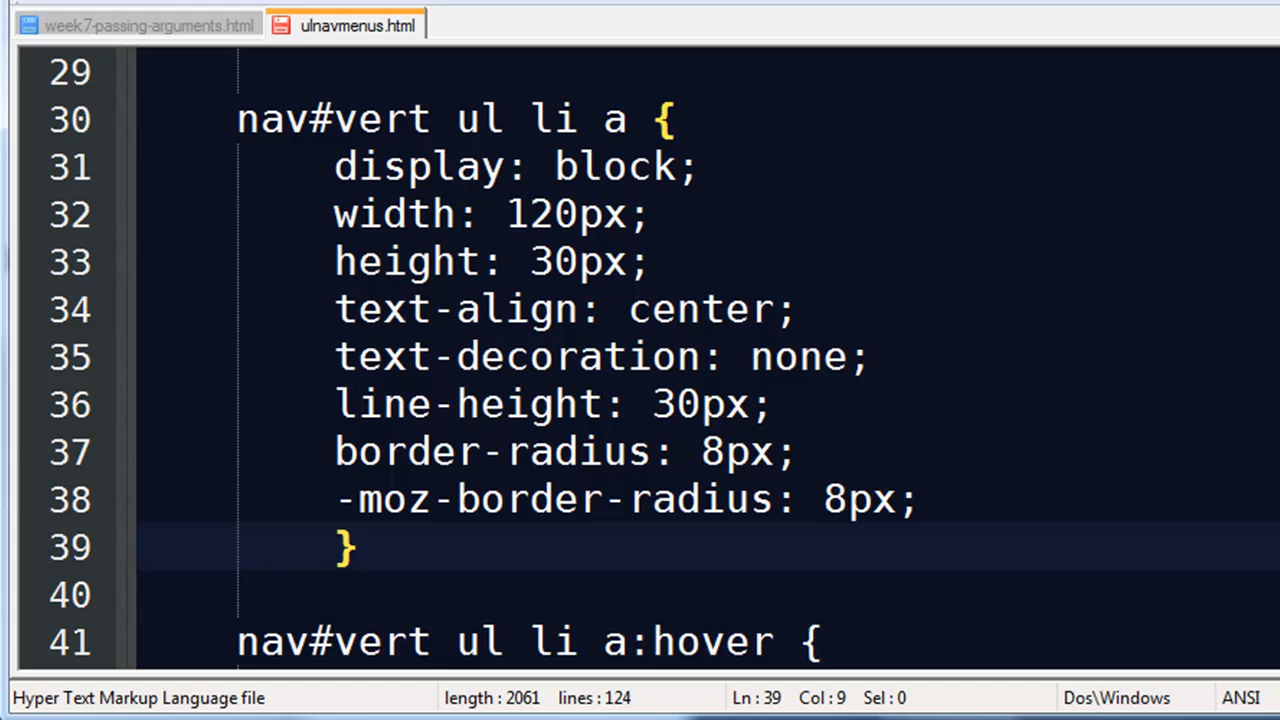 week7-passing-arguments.html ulnavmenus.html
29
30 nav#vert ul li a {
31 display: block;
32 width: 120px;
33 height: 30px;
34 text-align: center;
35 text-decoration: none;
36 line-height: 30px;
37 border-radius: 8px;
38 -moz-border-radius: 8px;
39 }
40
41 nav#vert ul li a:hover {
Hyper Text Markup Language file length : 2061 lines : 124 Ln : 39 Col : 9 Sel : 0 Dos\Windows ANSI